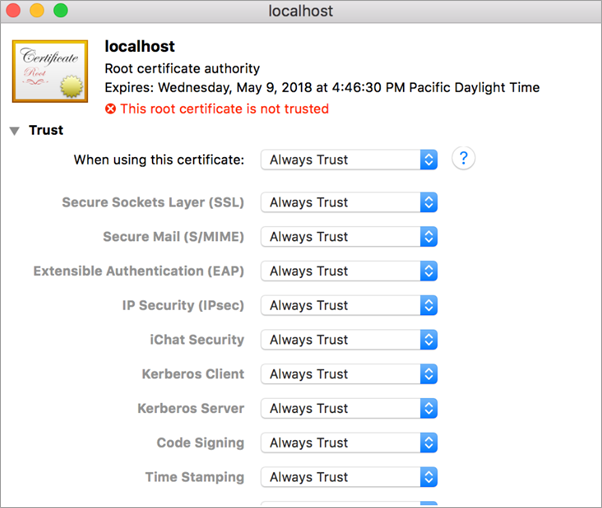 localhost
Certificate
Root
localhost
Root certificate authority
Expires: Wednesday, May 9, 2018 at 4:46:30 PM Pacific Daylight Time
This root certificate is not trusted
Trust
When using this certificate: Always Trust ?
Secure Sockets Layer (SSL) Always Trust
Secure Mail (S/MIME) Always Trust
Extensible Authentication (EAP) Always Trust
IP Security (IPsec) Always Trust
iChat Security Always Trust
Kerberos Client Always Trust
Kerberos Server Always Trust
Code Signing Always Trust
Time Stamping Always Trust